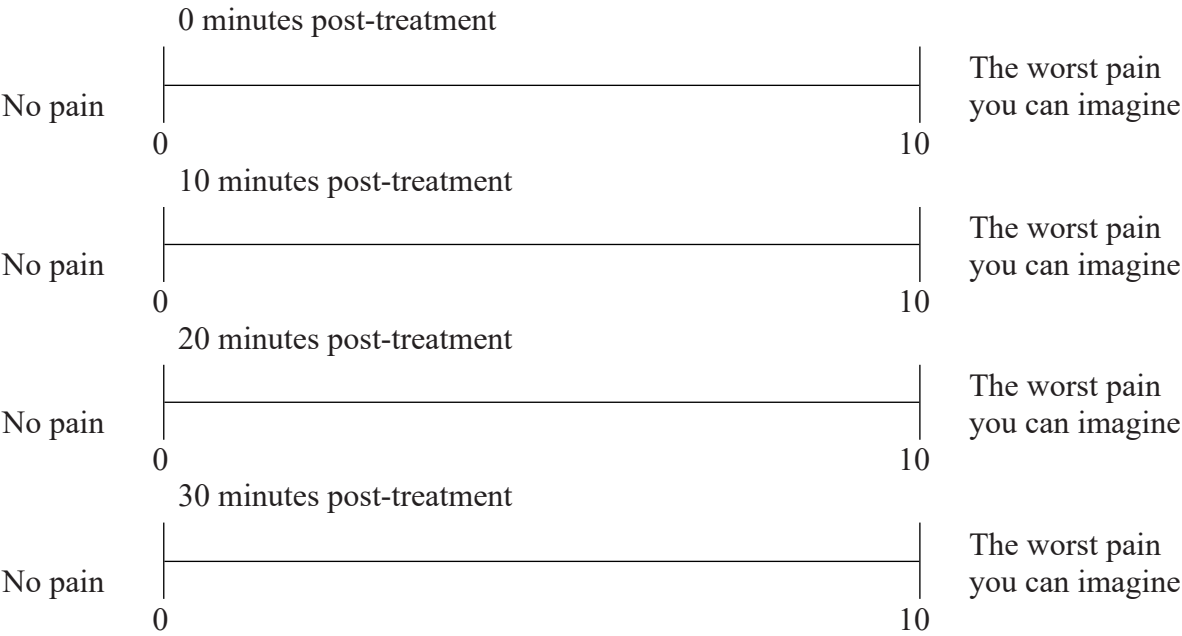 0 minutes post-treatment
The worst pain
No pain
you can imagine
0
10
10 minutes post-treatment
The worst pain
No pain
you can imagine
0
10
20 minutes post-treatment
The worst pain
No pain
you can imagine
0
10
30 minutes post-treatment
The worst pain
No pain
you can imagine
0
10